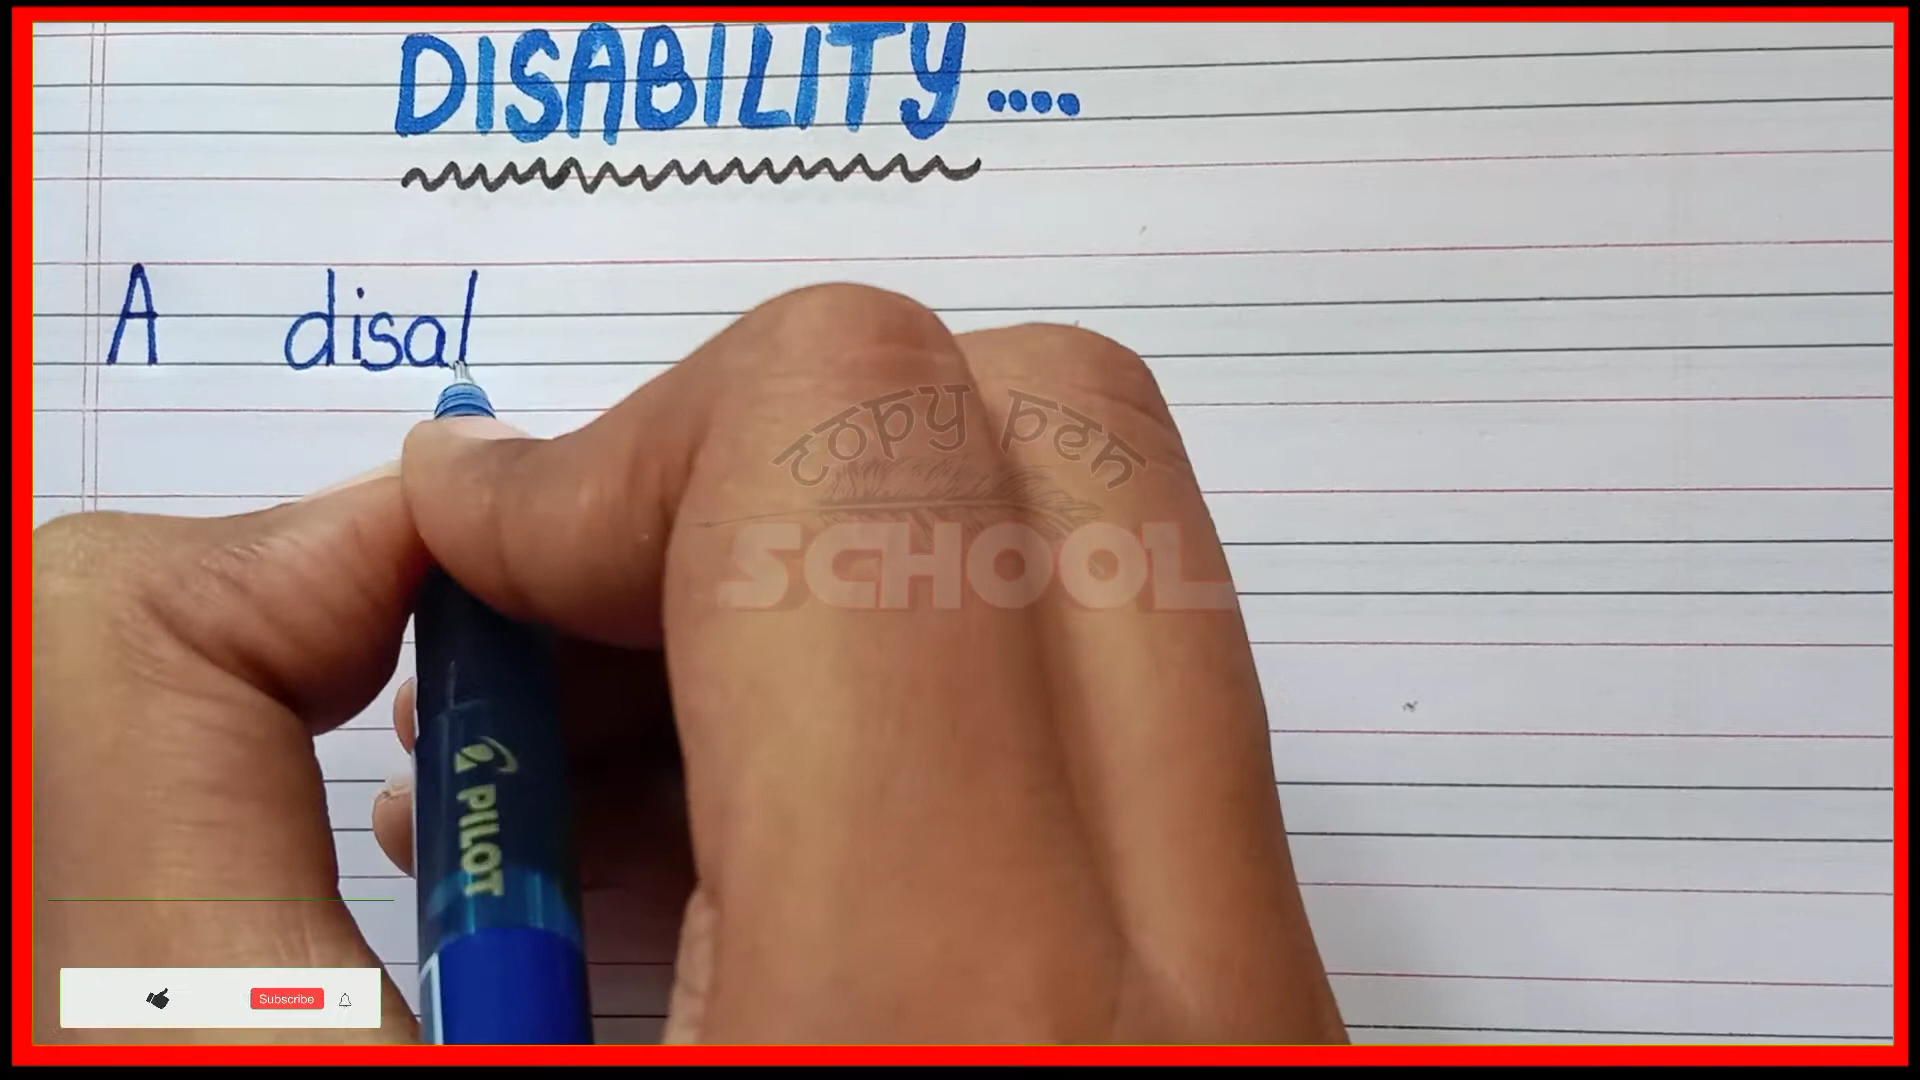 DISABILITY....
A disal
copy pen
SCHOOL
PILOT
Subscribe